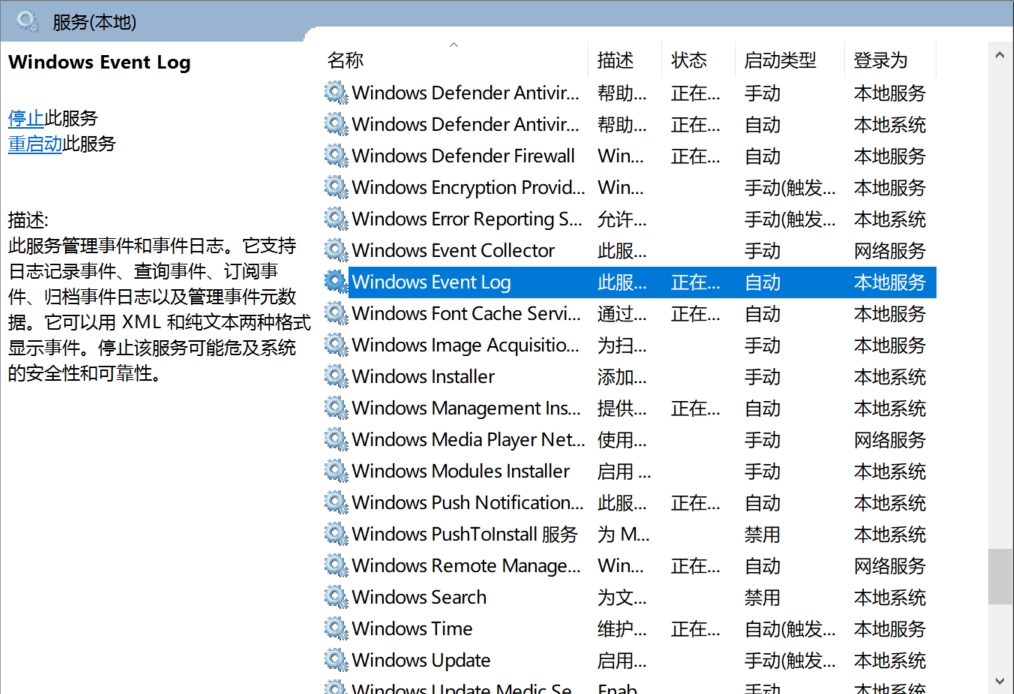 服务(本地)
Windows Event Log
停止此服务
重启动此服务
描述:
此服务管理事件和事件日志。它支持
日志记录事件、查询事件、订阅事
件、归档事件日志以及管理事件元数
据。它可以用 XML 和纯文本两种格式
显示事件。停止该服务可能危及系统
的安全性和可靠性。
名称 描述 状态 启动类型 登录为
Windows Defender Antivir... 帮助... 正在... 手动 本地服务
Windows Defender Antivir... 帮助... 正在... 自动 本地系统
Windows Defender Firewall Win... 正在... 自动 本地服务
Windows Encryption Provid... Win... 手动(触发... 本地服务
Windows Error Reporting S... 允许... 手动(触发... 本地系统
Windows Event Collector 此服... 手动 网络服务
Windows Event Log 此服... 正在... 自动 本地服务
Windows Font Cache Servi... 通过... 正在... 自动 本地服务
Windows Image Acquisitio... 为扫... 手动 本地服务
Windows Installer 添加... 手动 本地系统
Windows Management Ins... 提供... 正在... 自动 本地系统
Windows Media Player Net... 使用... 手动 网络服务
Windows Modules Installer 启用 ... 手动 本地系统
Windows Push Notification... 此服... 正在... 自动 本地系统
Windows PushToInstall 服务 为 M... 禁用 本地系统
Windows Remote Manage... Win... 正在... 自动 网络服务
Windows Search 为文... 禁用 本地系统
Windows Time 维护... 正在... 自动(触发... 本地服务
Windows Update 启用... 手动(触发... 本地系统
Windows Update Medic Se... Enab... 手动 本地系统